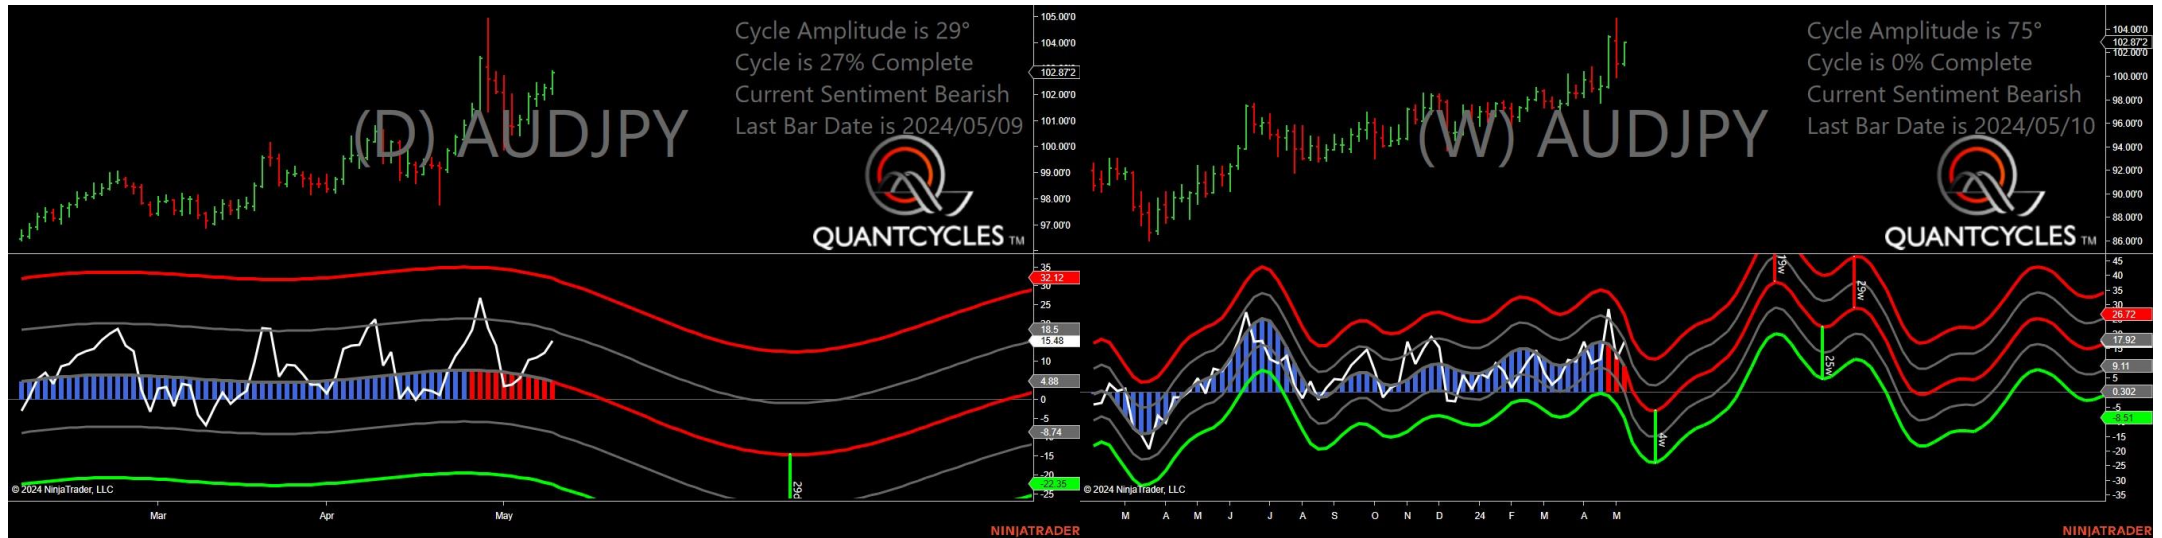 Cycle Amplitude is 29°
Cycle is 27% Complete
Current Sentiment Bearish
Last Bar Date is 2024/05/09
(D) AUDJPY
QUANTCYCLES TM
105.00'0
104.00'0
102.87'2
102.00'0
101.00'0
100.00'0
99.00'0
98.00'0
97.00'0
35
32.12
30
25
18.5
15.48
10
4.88
0
-5
-8.74
-15
-20
-22.35
-25
29d
© 2024 NinjaTrader, LLC
Mar Apr May
NINJATRADER
Cycle Amplitude is 75°
Cycle is 0% Complete
Current Sentiment Bearish
Last Bar Date is 2024/05/10
(W) AUDJPY
QUANTCYCLES TM
104.00'0
102.87'2
102.00'0
100.00'0
98.00'0
96.00'0
94.00'0
92.00'0
90.00'0
88.00'0
86.00'0
45
40
35
30
26.72
17.92
15
9.11
5
0.302
-5
-8.51
-15
-20
-25
-30
-35
19w
29w
25w
4w
© 2024 NinjaTrader, LLC
M A M J J A S O N D 24 F M A M
NINJATRADER